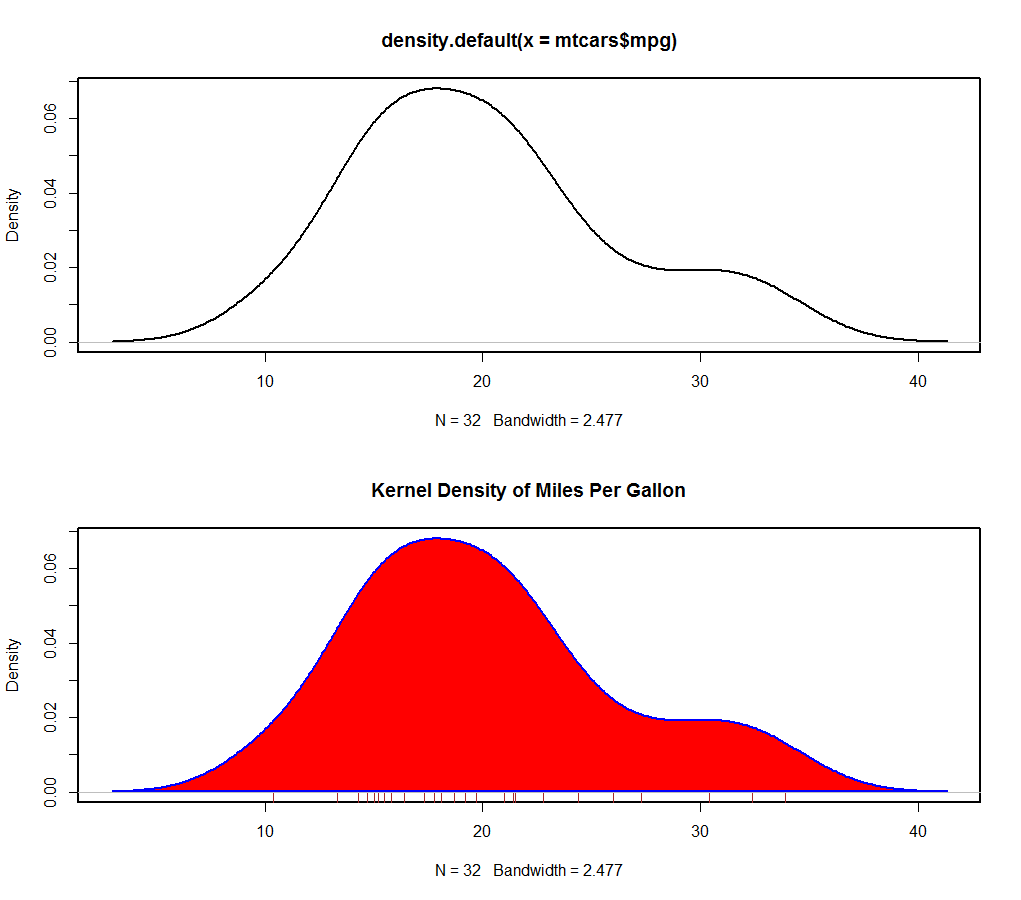 density.default(x = mtcars$mpg)
Density
0.00 0.02 0.04 0.06
10 20 30 40
N = 32 Bandwidth = 2.477
Kernel Density of Miles Per Gallon
Density
0.00 0.02 0.04 0.06
10 20 30 40
N = 32 Bandwidth = 2.477